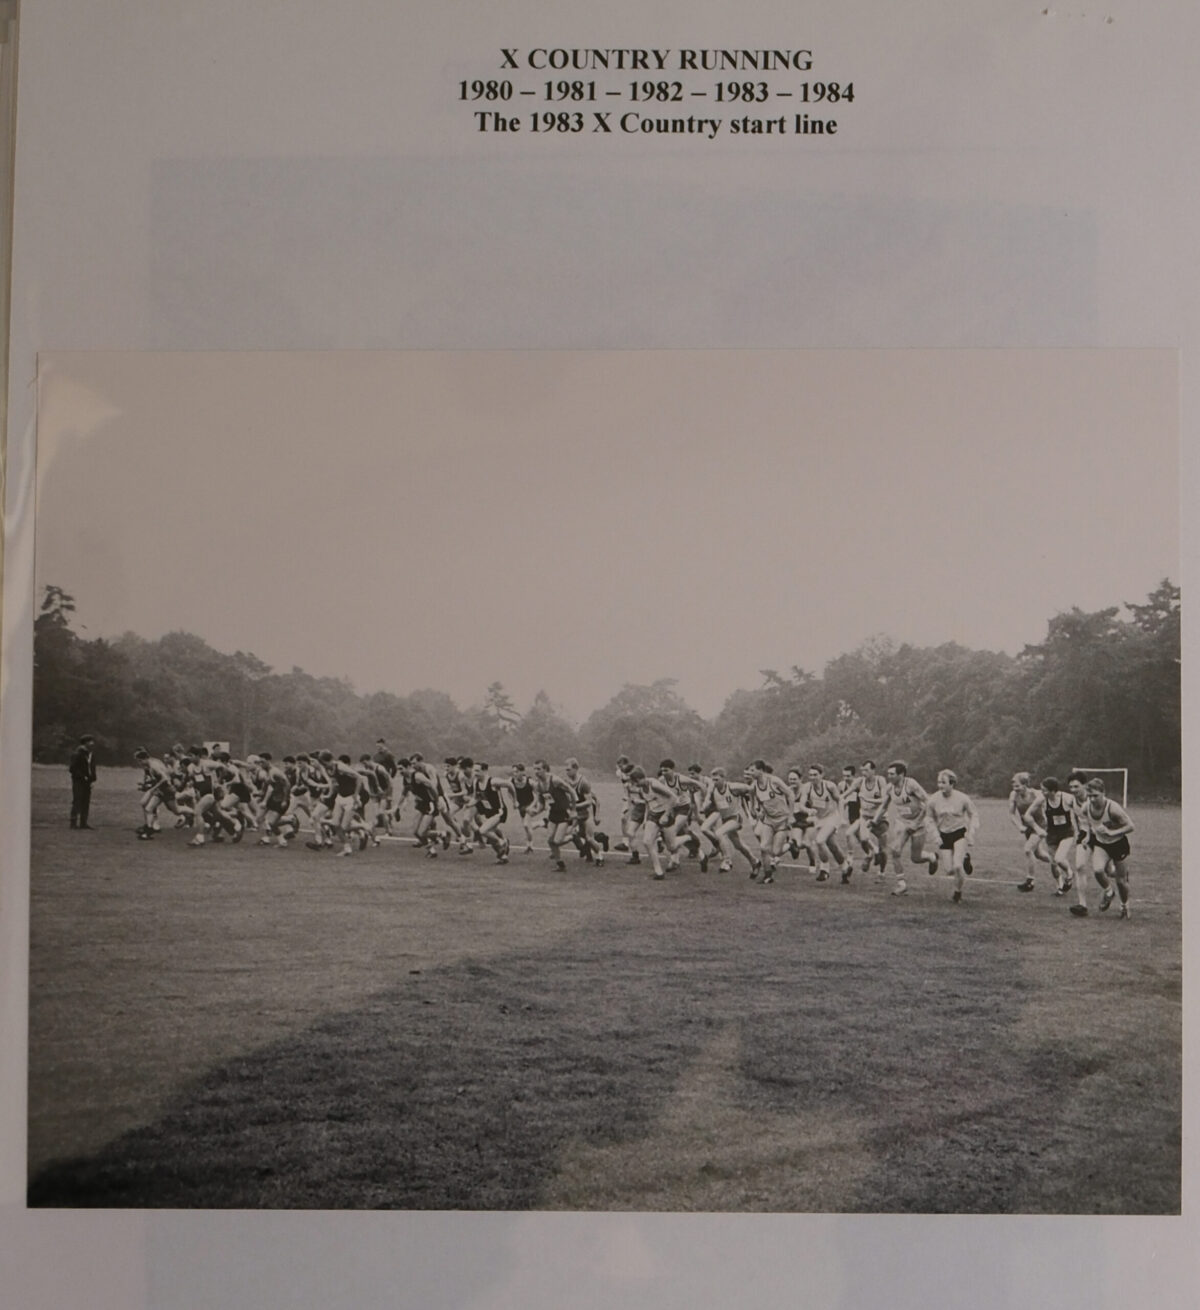 X COUNTRY RUNNING
1980 – 1981 – 1982 – 1983 – 1984
The 1983 X Country start line